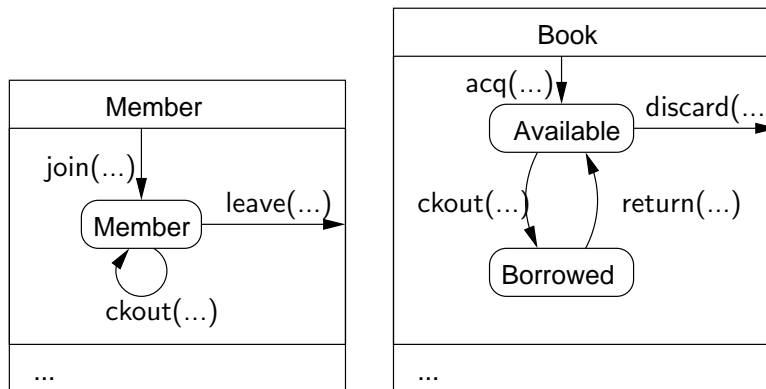 Member
join(...)
Member
leave(...)
ckout(...)
...
Book
acq(...)
Available
discard(...
ckout(...)
return(...)
Borrowed
...